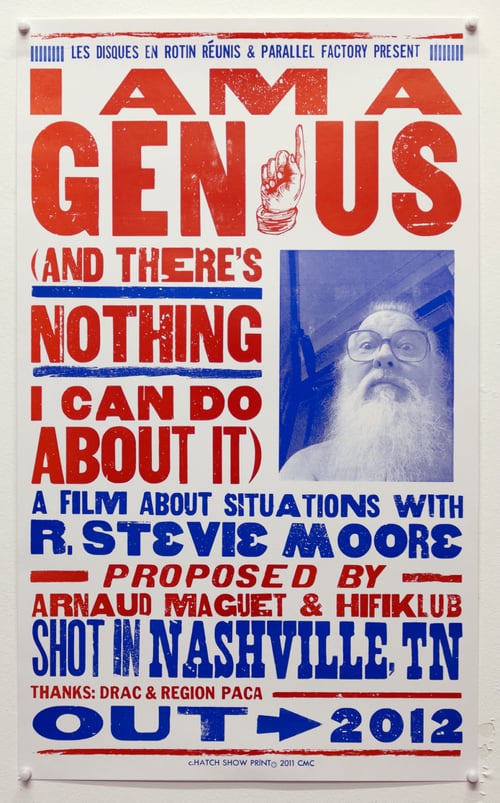 LES DISQUES EN ROTIN RÉUNIS & PARALLEL FACTORY PRESENT
I AM A
GENIUS
(AND THERE'S
NOTHING
I CAN DO
ABOUT IT)
A FILM ABOUT SITUATIONS WITH
R. STEVIE MOORE
PROPOSED BY
ARNAUD MAGUET & HIFIKLUB
SHOT IN NASHVILLE, TN
THANKS: DRAC & REGION PACA
OUT 2012
c.HATCH SHOW PRINT© 2011 CMC